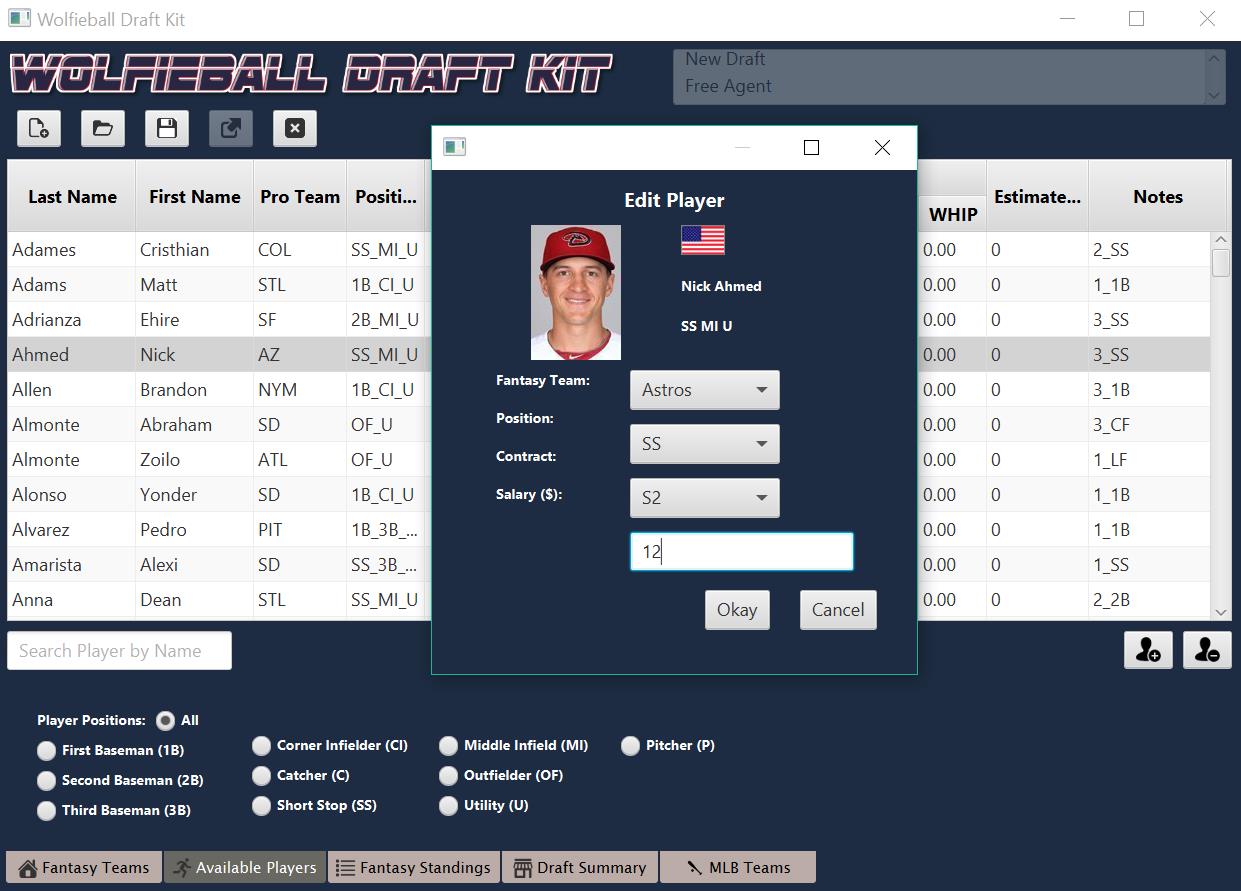 Wolfieball Draft Kit
WOLFIEBALL DRAFT KIT
New Draft
Free Agent
Last Name First Name Pro Team Positi... WHIP Estimate... Notes
Adames Cristhian COL SS_MI_U 0.00 0 2_SS
Adams Matt STL 1B_CI_U 0.00 0 1_1B
Adrianza Ehire SF 2B_MI_U 0.00 0 3_SS
Ahmed Nick AZ SS_MI_U 0.00 0 3_SS
Allen Brandon NYM 1B_CI_U 0.00 0 3_1B
Almonte Abraham SD OF_U 0.00 0 3_CF
Almonte Zoilo ATL OF_U 0.00 0 1_LF
Alonso Yonder SD 1B_CI_U 0.00 0 1_1B
Alvarez Pedro PIT 1B_3B_... 0.00 0 1_1B
Amarista Alexi SD SS_3B_... 0.00 0 1_SS
Anna Dean STL SS_MI_U 0.00 0 2_2B
Edit Player
Nick Ahmed
SS MI U
Fantasy Team: Astros
Position: SS
Contract: S2
Salary ($): 12
Okay Cancel
Search Player by Name
Player Positions: All
First Baseman (1B) Corner Infielder (CI) Middle Infield (MI) Pitcher (P)
Second Baseman (2B) Catcher (C) Outfielder (OF)
Third Baseman (3B) Short Stop (SS) Utility (U)
Fantasy Teams Available Players Fantasy Standings Draft Summary MLB Teams